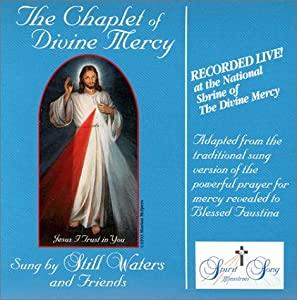 The Chaplet of
Divine Mercy
RECORDED LIVE!
at the National
Shrine of
The Divine Mercy
Adapted from the
traditional sung
version of the
powerful prayer for
mercy revealed to
Blessed Faustina
Jesus I Trust in You
Sung by Still Waters
and Friends
Spirit Song
Ministries